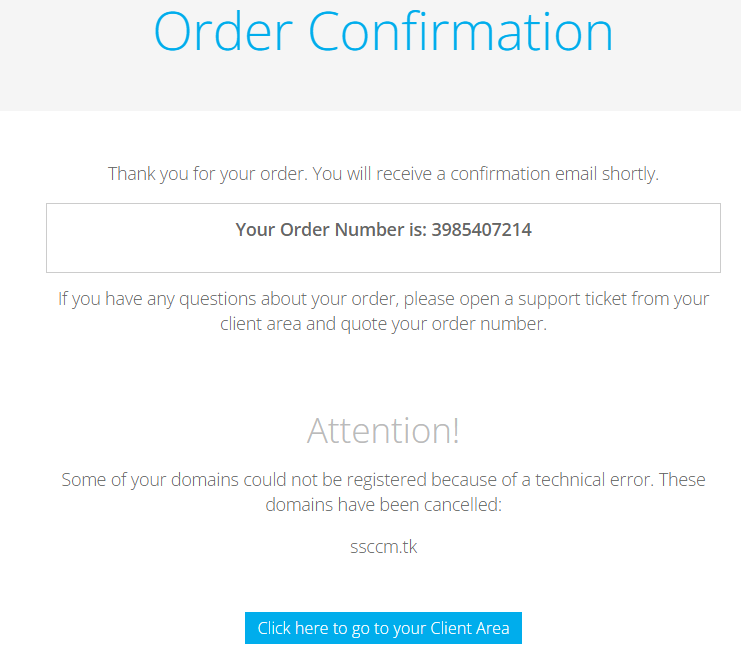 Order Confirmation
Thank you for your order. You will receive a confirmation email shortly.
Your Order Number is: 3985407214
If you have any questions about your order, please open a support ticket from your
client area and quote your order number.
Attention!
Some of your domains could not be registered because of a technical error. These
domains have been cancelled:
ssccm.tk
Click here to go to your Client Area